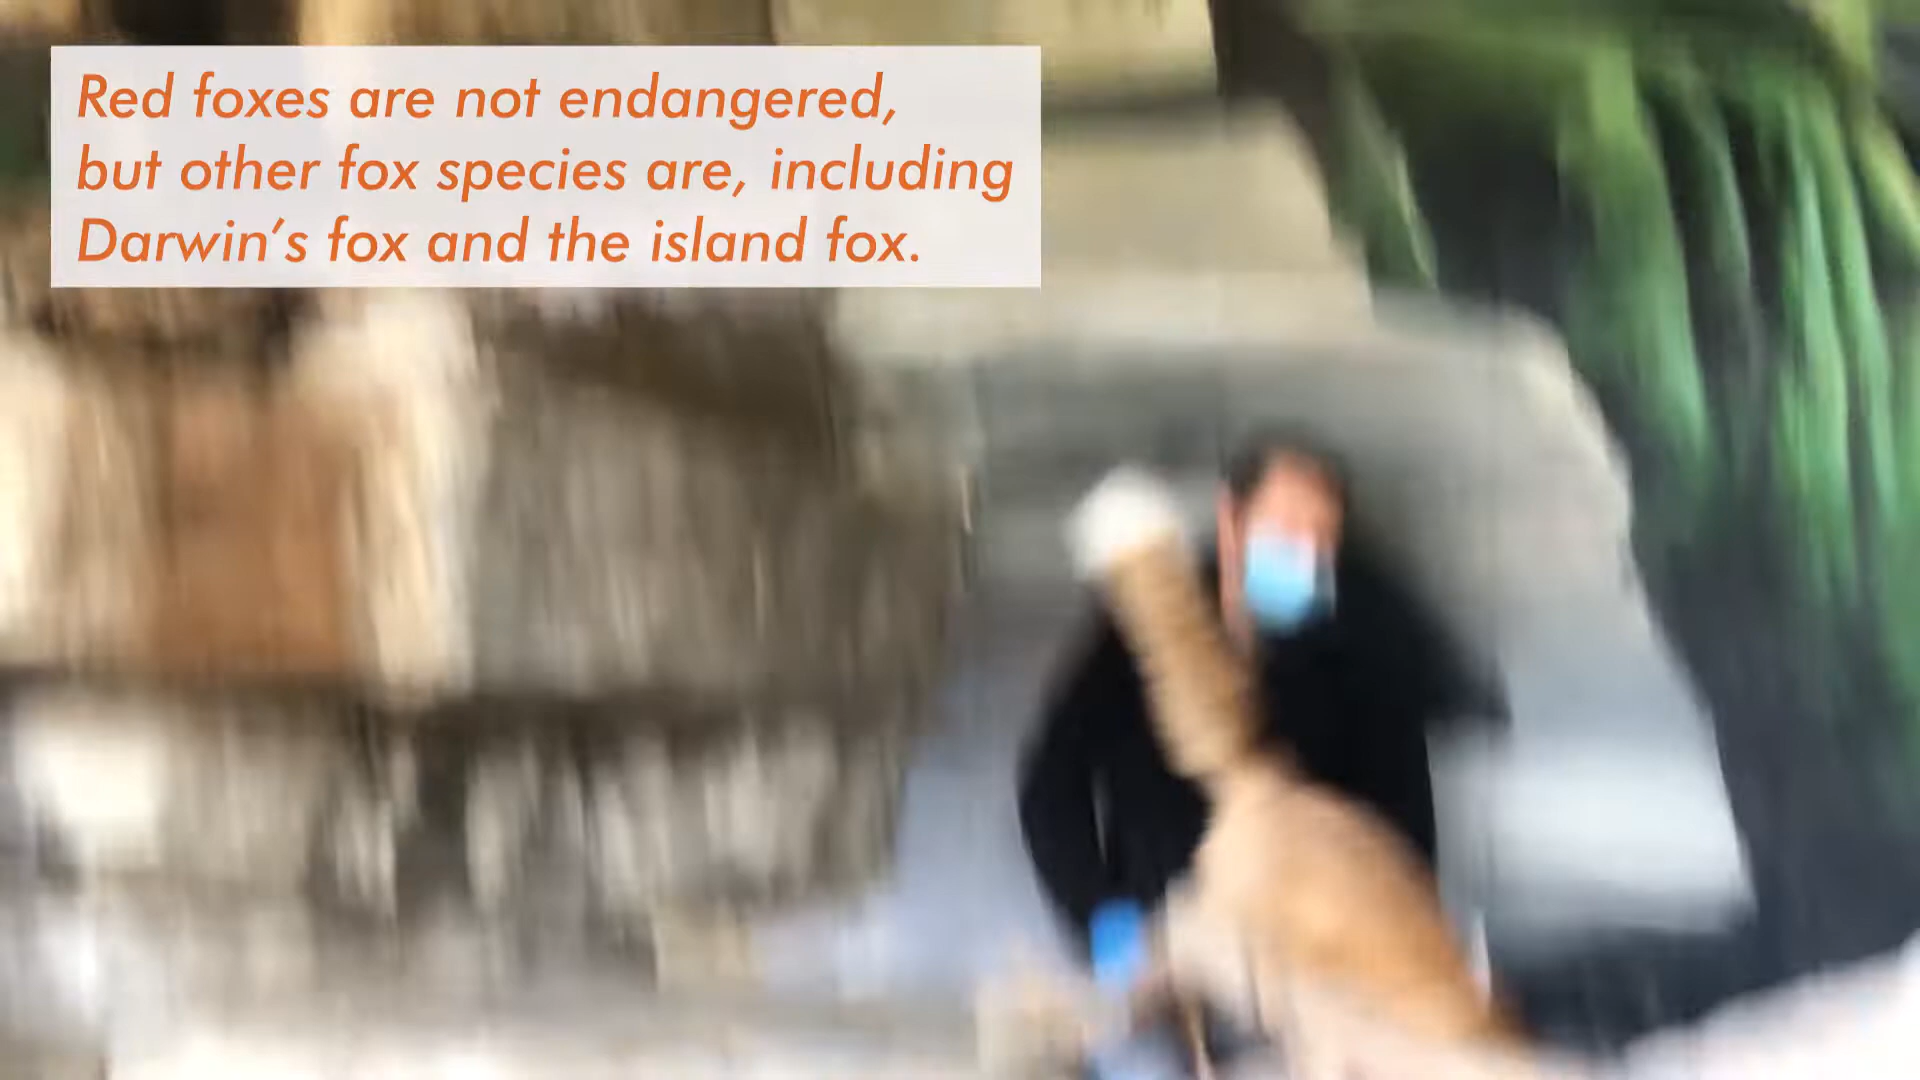 Red foxes are not endangered,
but other fox species are, including
Darwin's fox and the island fox.